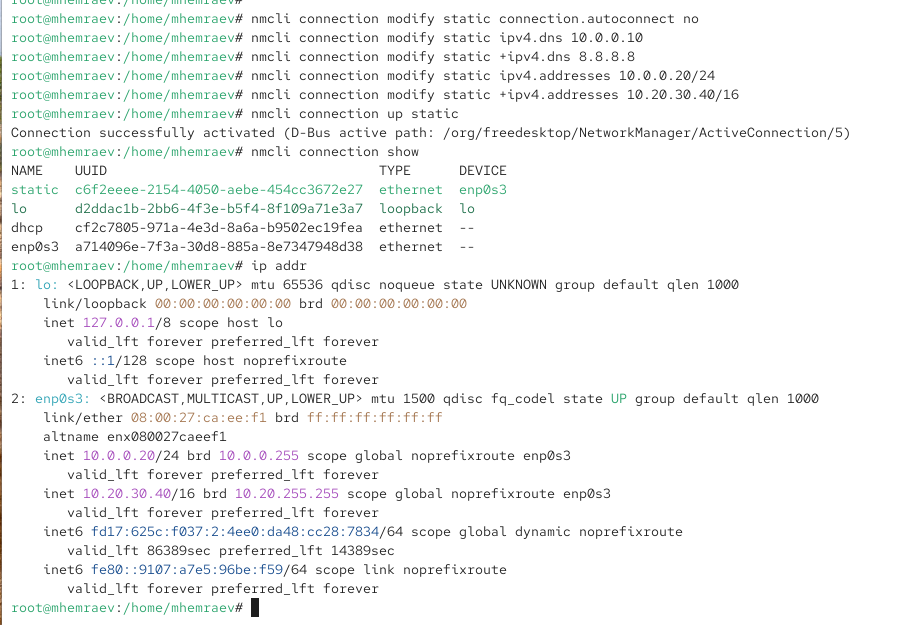 root@mhemraev:/home/mhemraev#
root@mhemraev:/home/mhemraev# nmcli connection modify static connection.autoconnect no
root@mhemraev:/home/mhemraev# nmcli connection modify static ipv4.dns 10.0.0.10
root@mhemraev:/home/mhemraev# nmcli connection modify static +ipv4.dns 8.8.8.8
root@mhemraev:/home/mhemraev# nmcli connection modify static ipv4.addresses 10.0.0.20/24
root@mhemraev:/home/mhemraev# nmcli connection modify static +ipv4.addresses 10.20.30.40/16
root@mhemraev:/home/mhemraev# nmcli connection up static
Connection successfully activated (D-Bus active path: /org/freedesktop/NetworkManager/ActiveConnection/5)
root@mhemraev:/home/mhemraev# nmcli connection show
NAME    UUID                                  TYPE      DEVICE
static  c6f2eeee-2154-4050-aebe-454cc3672e27  ethernet  enp0s3
lo      d2ddac1b-2bb6-4f3e-b5f4-8f109a71e3a7  loopback  lo
dhcp    cf2c7805-971a-4e3d-8a6a-b9502ec19fea  ethernet  --
enp0s3  a714096e-7f3a-30d8-885a-8e7347948d38  ethernet  --
root@mhemraev:/home/mhemraev# ip addr
1: lo: <LOOPBACK,UP,LOWER_UP> mtu 65536 qdisc noqueue state UNKNOWN group default qlen 1000
    link/loopback 00:00:00:00:00:00 brd 00:00:00:00:00:00
    inet 127.0.0.1/8 scope host lo
       valid_lft forever preferred_lft forever
    inet6 ::1/128 scope host noprefixroute
       valid_lft forever preferred_lft forever
2: enp0s3: <BROADCAST,MULTICAST,UP,LOWER_UP> mtu 1500 qdisc fq_codel state UP group default qlen 1000
    link/ether 08:00:27:ca:ee:f1 brd ff:ff:ff:ff:ff:ff
    altname enx080027caeef1
    inet 10.0.0.20/24 brd 10.0.0.255 scope global noprefixroute enp0s3
       valid_lft forever preferred_lft forever
    inet 10.20.30.40/16 brd 10.20.255.255 scope global noprefixroute enp0s3
       valid_lft forever preferred_lft forever
    inet6 fd17:625c:f037:2:4ee0:da48:cc28:7834/64 scope global dynamic noprefixroute
       valid_lft 86389sec preferred_lft 14389sec
    inet6 fe80::9107:a7e5:96be:f59/64 scope link noprefixroute
       valid_lft forever preferred_lft forever
root@mhemraev:/home/mhemraev#